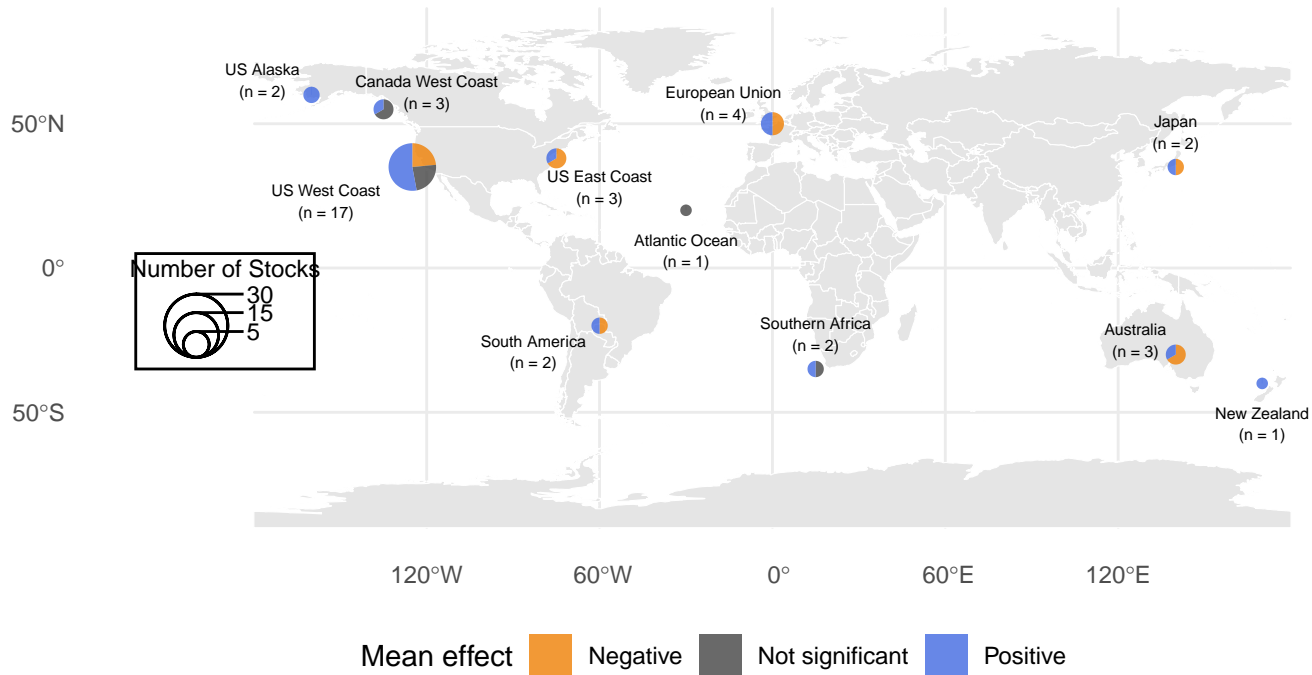 US Alaska
(n = 2)
Canada West Coast
(n = 3)
European Union
(n = 4)
Japan
(n = 2)
50°N
US West Coast
(n = 17)
US East Coast
(n = 3)
Atlantic Ocean
(n = 1)
0°
Number of Stocks
30
15
5
South America
(n = 2)
Southern Africa
(n = 2)
Australia
(n = 3)
50°S
New Zealand
(n = 1)
120°W
60°W
0°
60°E
120°E
Mean effect
Negative
Not significant
Positive